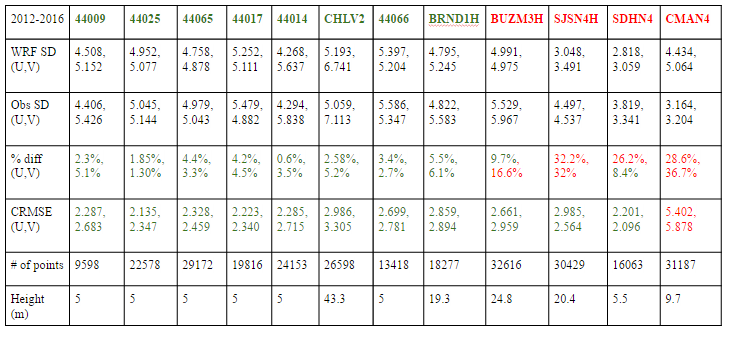 2012-2016 44009 44025 44065 44017 44014 CHLV2 44066 BRND1H BUZM3H SJSN4H SDHN4 CMAN4
WRF SD 4.508, 4.952, 4.758, 5.252, 4.268, 5.193, 5.397, 4.795, 4.991, 3.048, 2.818, 4.434,
(U,V) 5.152 5.077 4.878 5.111 5.637 6.741 5.204 5.245 4.975 3.491 3.059 5.064
Obs SD 4.406, 5.045, 4.979, 5.479, 4.294, 5.059, 5.586, 4.822, 5.529, 4.497, 3.819, 3.164,
(U,V) 5.426 5.144 5.043 4.882 5.838 7.113 5.347 5.583 5.967 4.537 3.341 3.204
% diff 2.3%, 1.85%, 4.4%, 4.2%, 0.6%, 2.58%, 3.4%, 5.5%, 9.7%, 32.2%, 26.2%, 28.6%,
(U,V) 5.1% 1.30% 3.3% 4.5% 3.5% 5.2% 2.7% 6.1% 16.6% 32% 8.4% 36.7%
CRMSE 2.287, 2.135, 2.328, 2.223, 2.285, 2.986, 2.699, 2.859, 2.661, 2.985, 2.201, 5.402,
(U,V) 2.683 2.347 2.459 2.340 2.715 3.305 2.781 2.894 2.959 2.564 2.096 5.878
# of points 9598 22578 29172 19816 24153 26598 13418 18277 32616 30429 16063 31187
Height 5 5 5 5 5 43.3 5 19.3 24.8 20.4 5.5 9.7
(m)